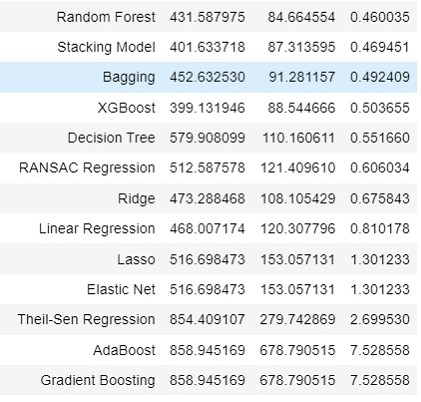 Random Forest 431.587975 84.664554 0.460035
Stacking Model 401.633718 87.313595 0.469451
Bagging 452.632530 91.281157 0.492409
XGBoost 399.131946 88.544666 0.503655
Decision Tree 579.908099 110.160611 0.551660
RANSAC Regression 512.587578 121.409610 0.606034
Ridge 473.288468 108.105429 0.675843
Linear Regression 468.007174 120.307796 0.810178
Lasso 516.698473 153.057131 1.301233
Elastic Net 516.698473 153.057131 1.301233
Theil-Sen Regression 854.409107 279.742869 2.699530
AdaBoost 858.945169 678.790515 7.528558
Gradient Boosting 858.945169 678.790515 7.528558